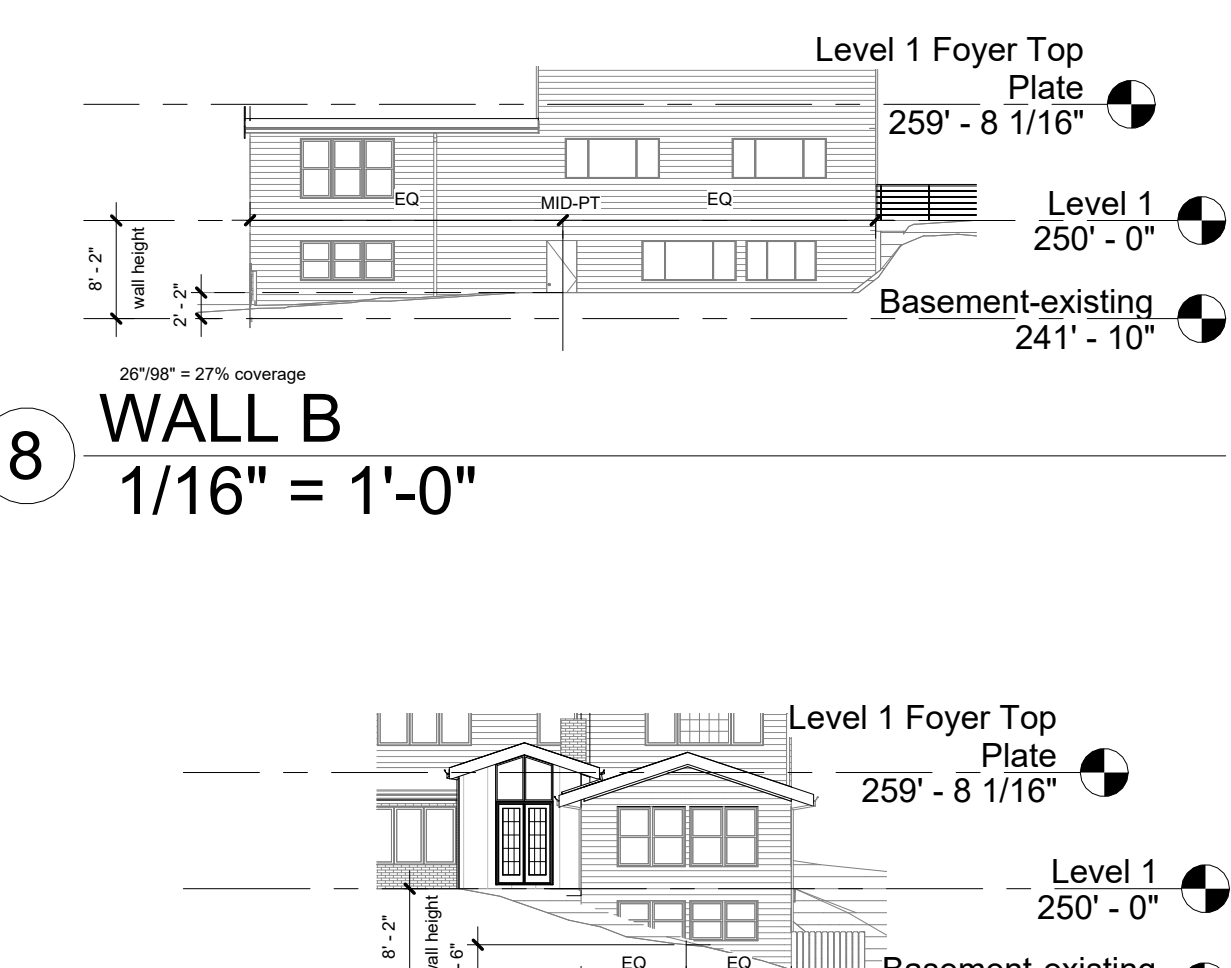 Level 1 Foyer Top
Plate
259' - 8 1/16"
EQ
MID-PT
EQ
Level 1
250' - 0"
8' - 2"
wall height
2' - 2"
Basement-existing
241' - 10"
26"/98" = 27% coverage
8
WALL B
1/16" = 1'-0"
Level 1 Foyer Top
Plate
259' - 8 1/16"
Level 1
250' - 0"
8' - 2"
height
EQ
EQ
Basement-existing